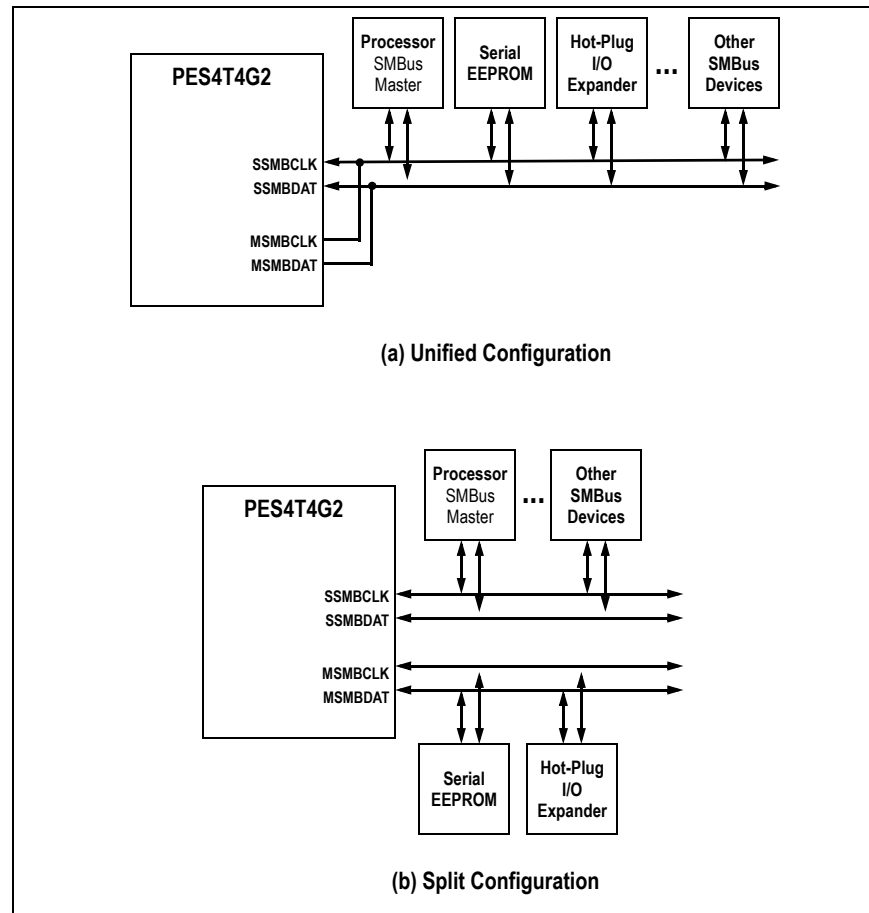 PES4T4G2
Processor
SMBus
Master
Serial
EEPROM
Hot-Plug
I/O
Expander
...
Other
SMBus
Devices
SSMBCLK
SSMBDAT
MSMBCLK
MSMBDAT
(a) Unified Configuration
PES4T4G2
Processor
SMBus
Master
...
Other
SMBus
Devices
SSMBCLK
SSMBDAT
MSMBCLK
MSMBDAT
Serial
EEPROM
Hot-Plug
I/O
Expander
(b) Split Configuration